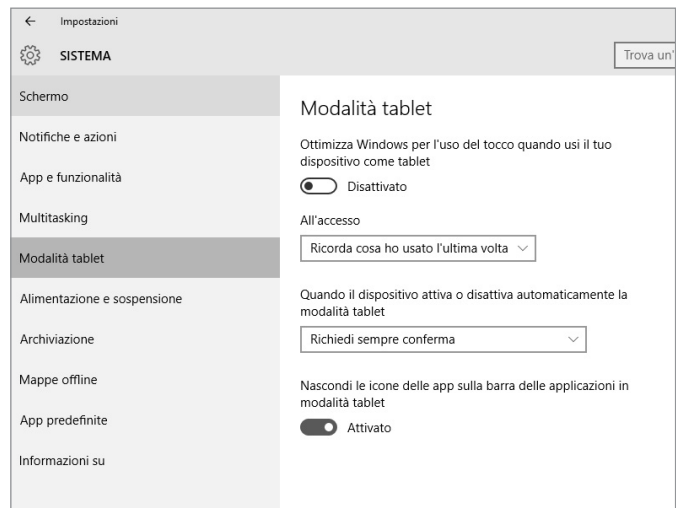 Impostazioni
SISTEMA
Trova un'
Schermo
Notifiche e azioni
App e funzionalità
Multitasking
Modalità tablet
Alimentazione e sospensione
Archiviazione
Mappe offline
App predefinite
Informazioni su
Modalità tablet
Ottimizza Windows per l'uso del tocco quando usi il tuo
dispositivo come tablet
Disattivato
All'accesso
Ricorda cosa ho usato l'ultima volta
Quando il dispositivo attiva o disattiva automaticamente la
modalità tablet
Richiedi sempre conferma
Nascondi le icone delle app sulla barra delle applicazioni in
modalità tablet
Attivato